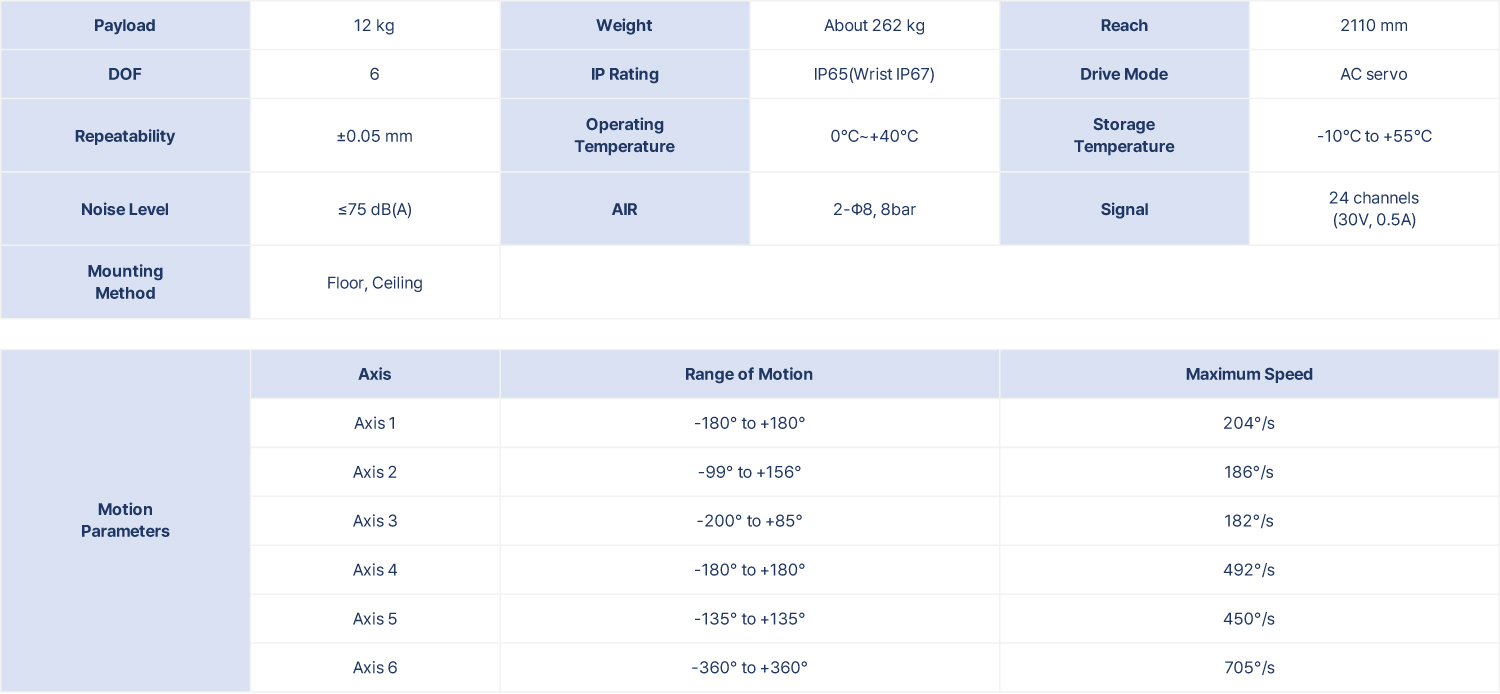 Payload
12 kg
Weight
About 262 kg
Reach
2110 mm
DOF
6
IP Rating
IP65(Wrist IP67)
Drive Mode
AC servo
Repeatability
±0.05 mm
Operating
Temperature
0°C~+40°C
Storage
Temperature
-10°C to +55°C
Noise Level
≤75 dB(A)
AIR
2-Φ8, 8bar
Signal
24 channels
(30V, 0.5A)
Mounting
Method
Floor, Ceiling
Motion
Parameters
Axis
Range of Motion
Maximum Speed
Axis 1
-180° to +180°
204°/s
Axis 2
-99° to +156°
186°/s
Axis 3
-200° to +85°
182°/s
Axis 4
-180° to +180°
492°/s
Axis 5
-135° to +135°
450°/s
Axis 6
-360° to +360°
705°/s